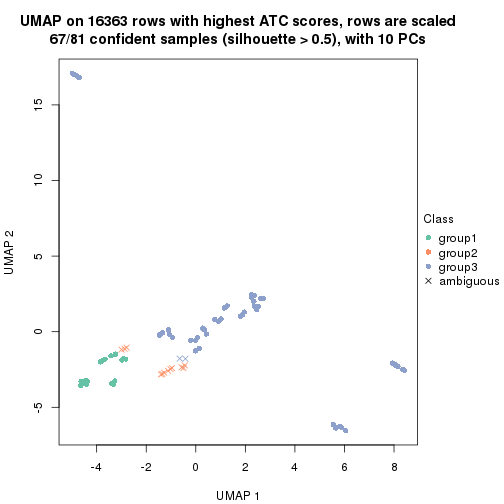 UMAP on 16363 rows with highest ATC scores, rows are scaled
67/81 confident samples (silhouette > 0.5), with 10 PCs
15
10
5
0
-5
UMAP 2
-4
-2
0
2
4
6
8
UMAP 1
Class
group1
group2
group3
ambiguous